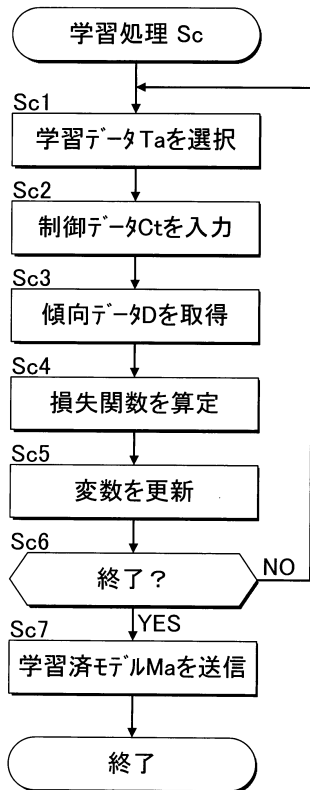 学習処理 Sc
Sc1
学習データTaを選択
Sc2
制御データCtを入力
Sc3
傾向データDを取得
Sc4
損失関数を算定
Sc5
変数を更新
Sc6
終了？
NO
YES
Sc7
学習済モデルMaを送信
終了